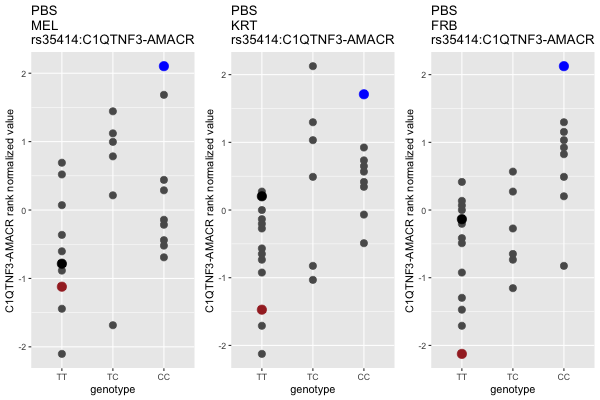 PBS
MEL
rs35414:C1QTNF3-AMACR
C1QTNF3-AMACR rank normalized value
2
1
0
-1
-2
TT
TC
CC
genotype
PBS
KRT
rs35414:C1QTNF3-AMACR
C1QTNF3-AMACR rank normalized value
2
1
0
-1
-2
TT
TC
CC
genotype
PBS
FRB
rs35414:C1QTNF3-AMACR
C1QTNF3-AMACR rank normalized value
2
1
0
-1
-2
TT
TC
CC
genotype